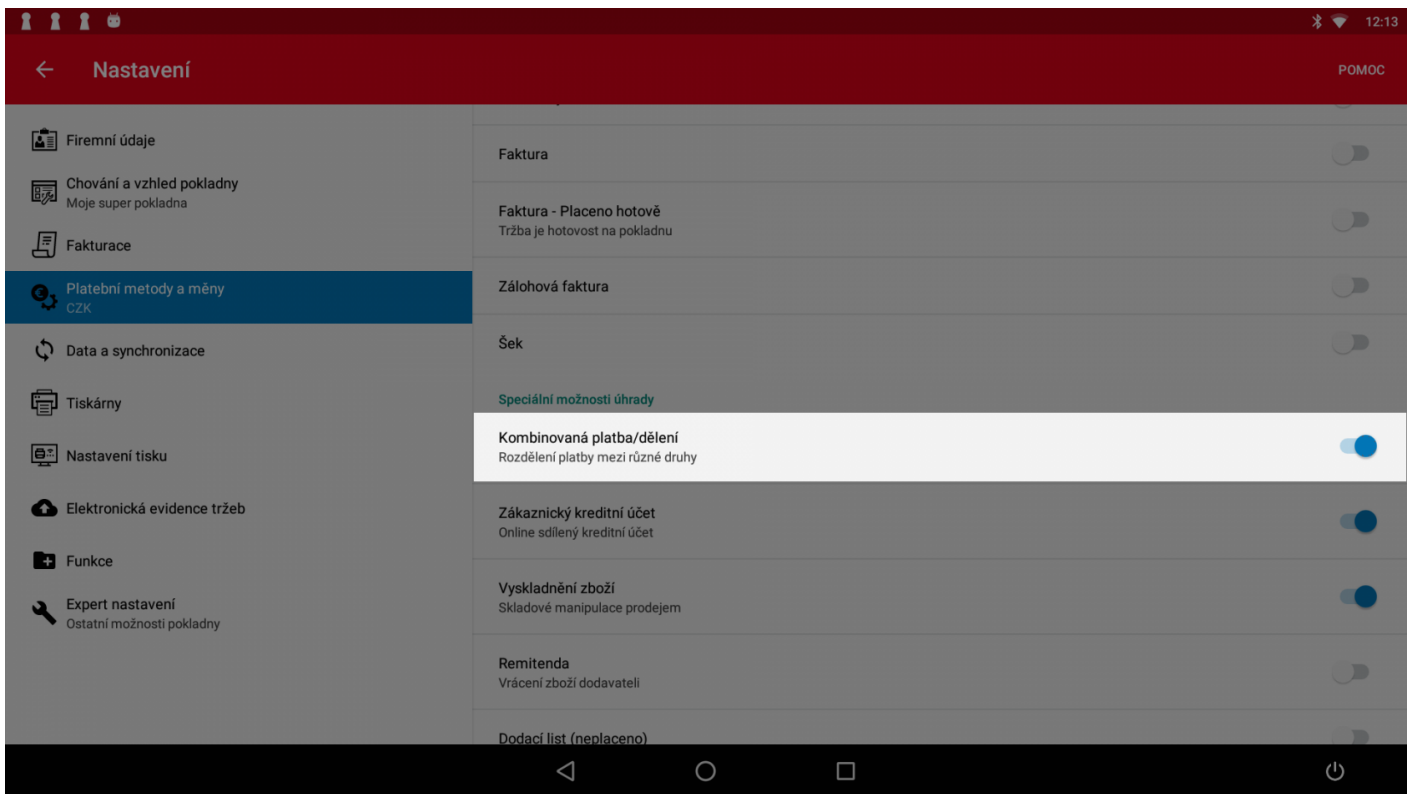 12:13
Nastavení
POMOC
Firemní údaje
Chování a vzhled pokladny
Moje super pokladna
Fakturace
Platební metody a měny
CZK
Data a synchronizace
Tiskárny
Nastavení tisku
Elektronická evidence tržeb
Funkce
Expert nastavení
Ostatní možnosti pokladny
Faktura
Faktura - Placeno hotově
Tržba je hotovost na pokladnu
Zálohová faktura
Šek
Speciální možnosti úhrady
Kombinovaná platba/dělení
Rozdělení platby mezi různé druhy
Zákaznický kreditní účet
Online sdílený kreditní účet
Vyskladnění zboží
Skladové manipulace prodejem
Remitenda
Vrácení zboží dodavateli
Dodací list (neplaceno)